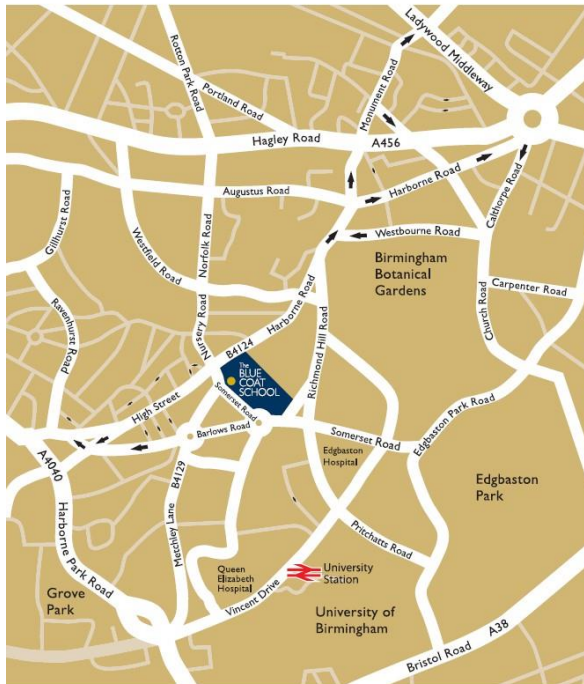 Ladywood Middleway
Rotton Park Road
Portland Road
Monument Road
Hagley Road
A456
Harborne Road
Calthorpe Road
Augustus Road
Gillhurst Road
Westfield Road
Norfolk Road
Westbourne Road
Birmingham
Botanical
Gardens
Carpenter Road
Church Road
Ravenhurst Road
Nursery Road
Harborne Road
B4124
Richmond Hill Road
The
BLUE
COAT
SCHOOL
High Street
Somerset Road
Barlows Road
Somerset Road
Edgbaston Park Road
Edgbaston
Hospital
A4040
B4129
Metchley Lane
Harborne Park Road
Edgbaston
Park
Pritchatts Road
Queen
Elizabeth
Hospital
University
Station
Grove
Park
Vincent Drive
University of
Birmingham
A38
Bristol Road